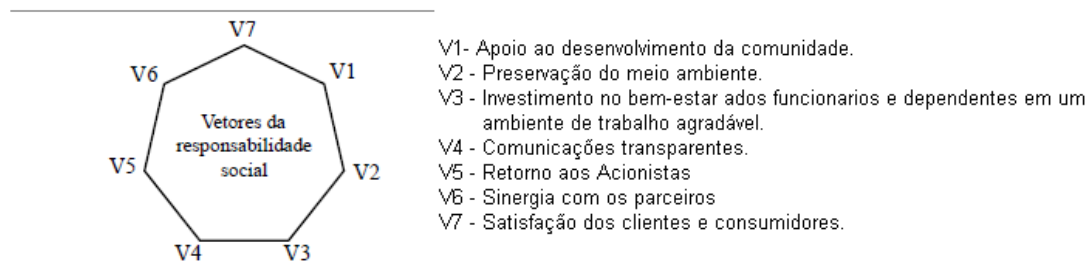 V7
V6
V1
Vetores da
responsabilidade
social
V5
V2
V4
V3
V1- Apoio ao desenvolvimento da comunidade.
V2 - Preservação do meio ambiente.
V3 - Investimento no bem-estar ados funcionarios e dependentes em um
ambiente de trabalho agradável.
V4 - Comunicações transparentes.
V5 - Retorno aos Acionistas
V6 - Sinergia com os parceiros
V7 - Satisfação dos clientes e consumidores.